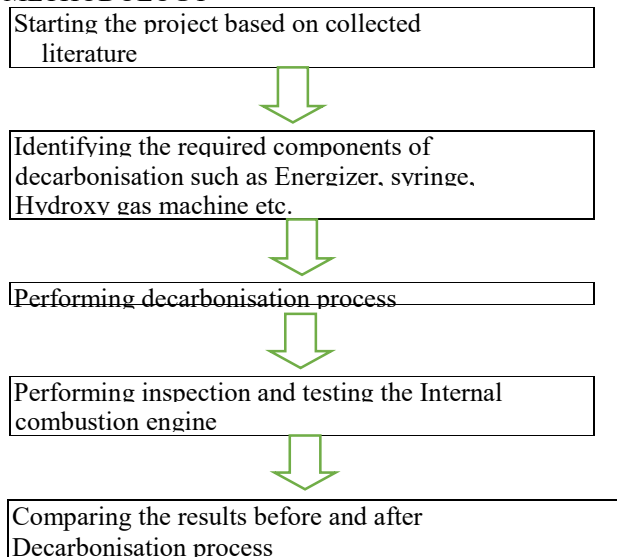 METHODOLOGY
Starting the project based on collected
literature
Identifying the required components of
decarbonisation such as Energizer, syringe,
Hydroxy gas machine etc.
Performing decarbonisation process
Performing inspection and testing the Internal
combustion engine
Comparing the results before and after
Decarbonisation process